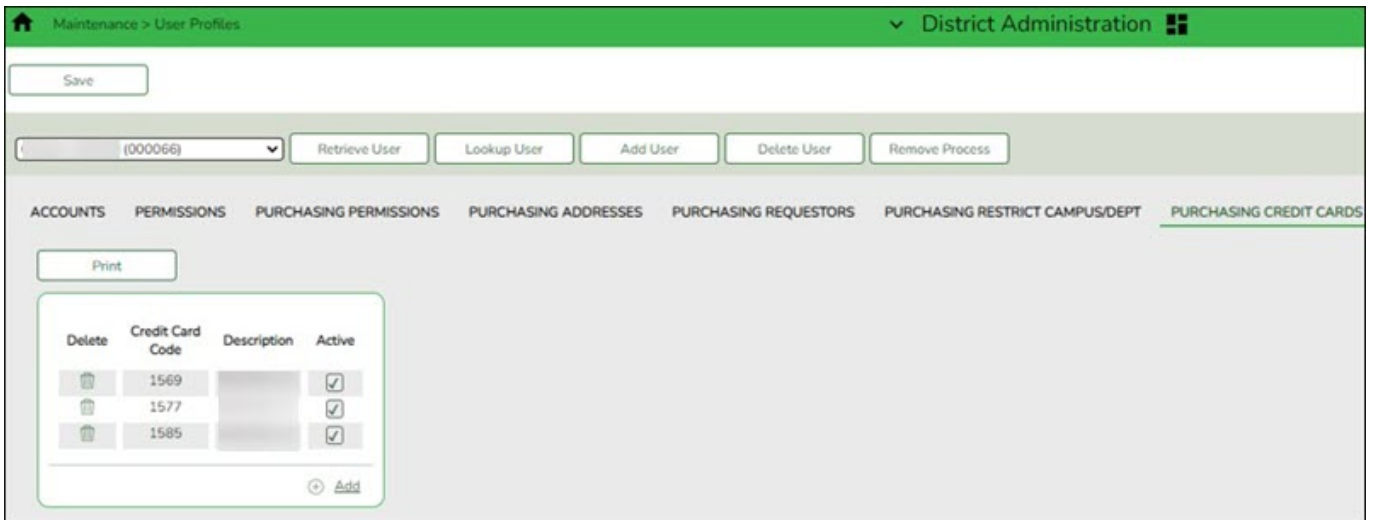 Maintenance > User Profiles
District Administration
Save
(000066)
Retrieve User
Lookup User
Add User
Delete User
Remove Process
ACCOUNTS
PERMISSIONS
PURCHASING PERMISSIONS
PURCHASING ADDRESSES
PURCHASING REQUESTORS
PURCHASING RESTRICT CAMPUS/DEPT
PURCHASING CREDIT CARDS
Print
Delete
Credit Card
Code
Description
Active
1569
1577
1585
Add